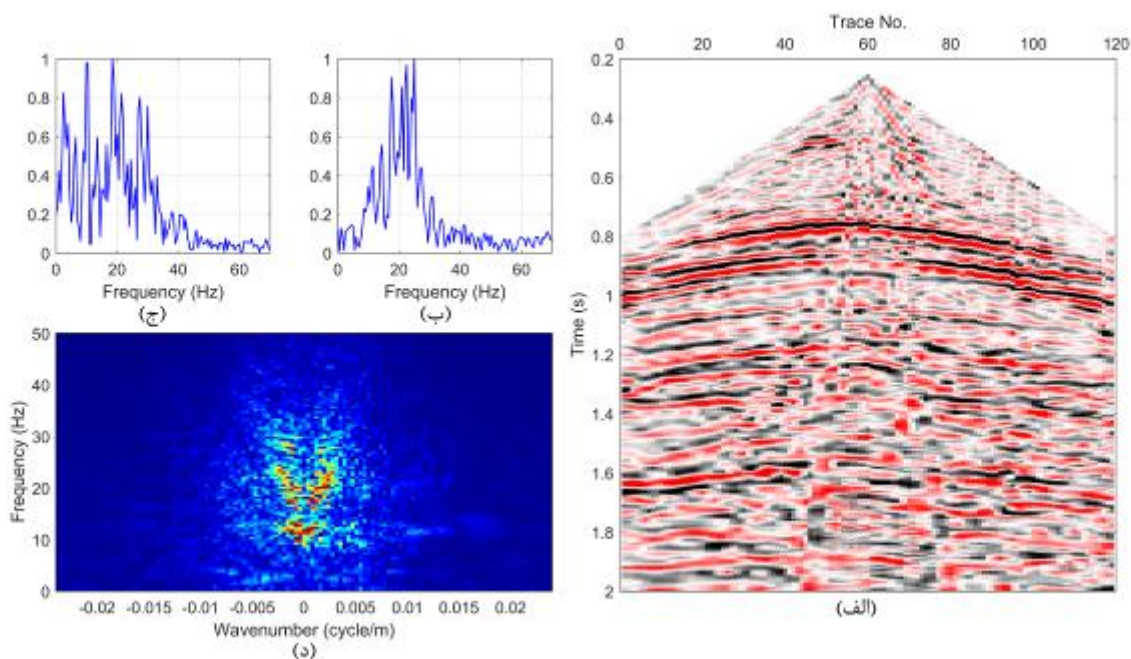 Trace No.
0 20 40 60 80 100 120
0.2
0.4
0.6
0.8
1
1.2
1.4
1.6
1.8
2
Time (s)
(الف)
1
0.8
0.6
0.4
0.2
0
0 20 40 60
Frequency (Hz)
(ب)
1
0.8
0.6
0.4
0.2
0
0 20 40 60
Frequency (Hz)
(ج)
50
40
30
20
10
0
Frequency (Hz)
-0.02 -0.015 -0.01 -0.005 0 0.005 0.01 0.015 0.02
Wavenumber (cycle/m)
(د)